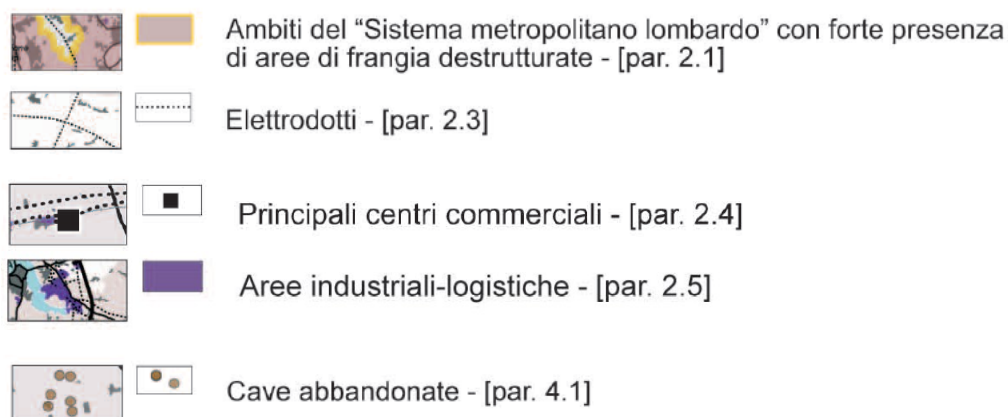 Ambiti del “Sistema metropolitano lombardo” con forte presenza
di aree di frangia destrutturate - [par. 2.1]
Elettrodotti - [par. 2.3]
Principali centri commerciali - [par. 2.4]
Aree industriali-logistiche - [par. 2.5]
Cave abbandonate - [par. 4.1]